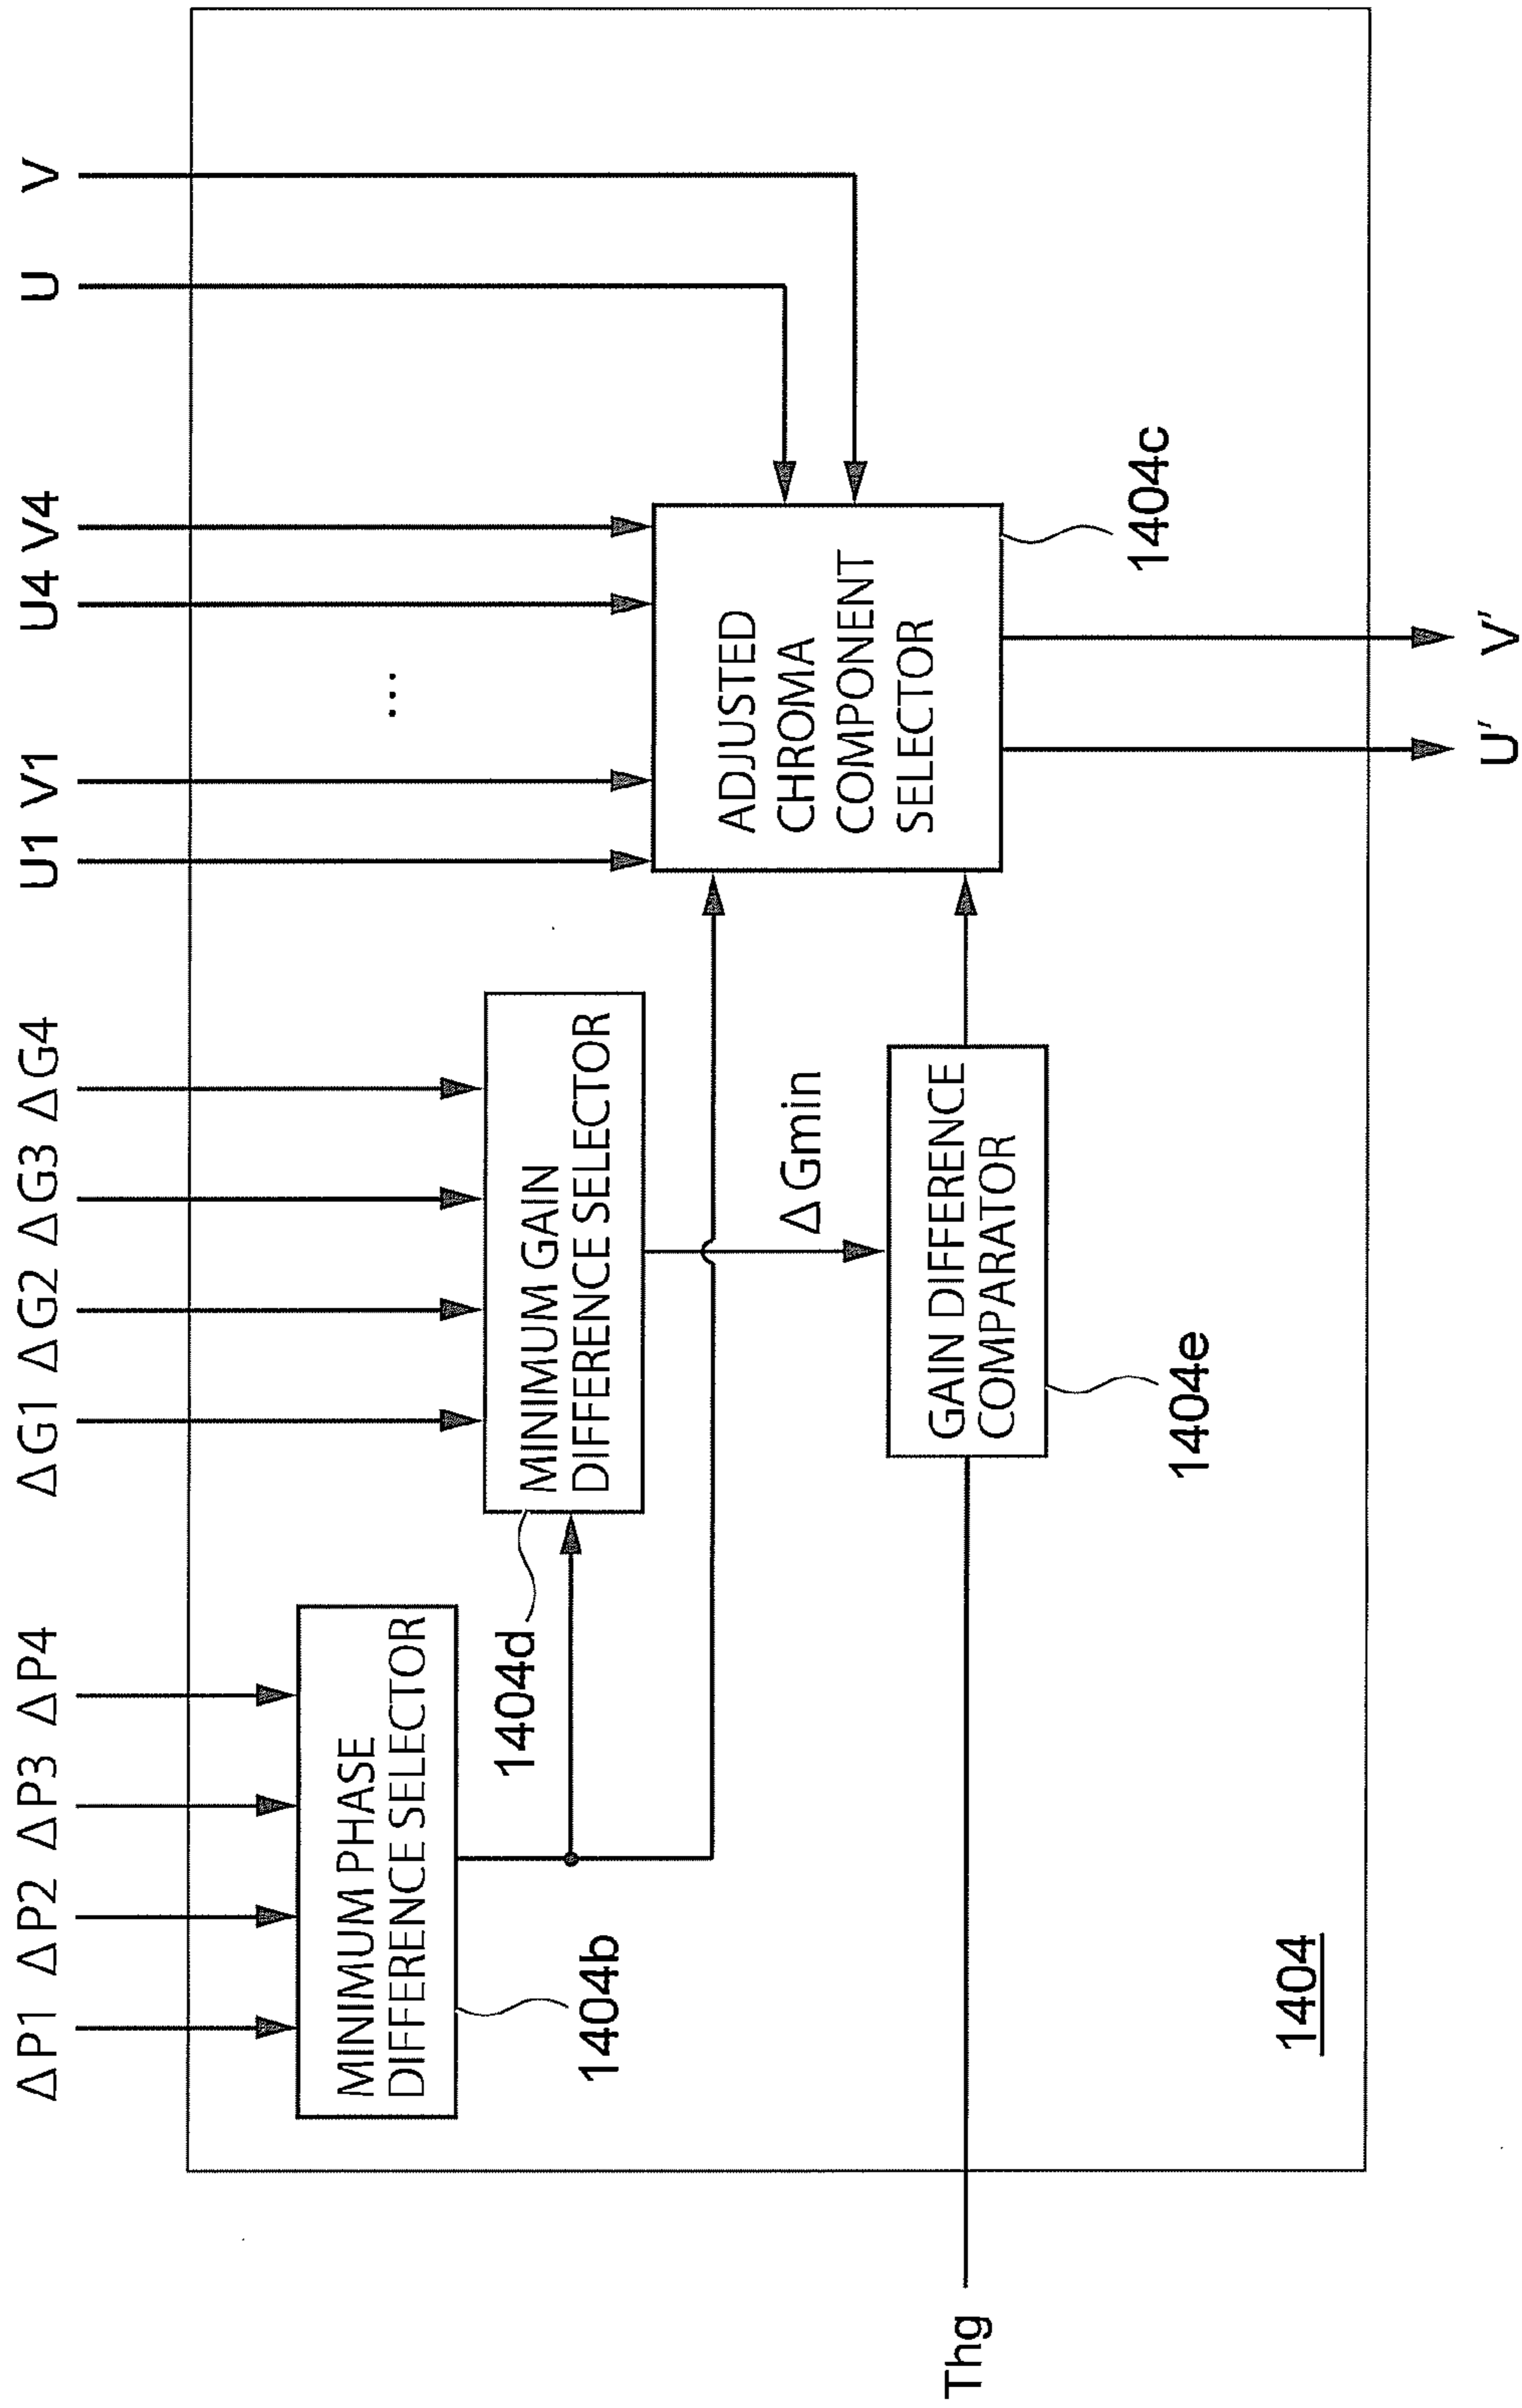 ΔP1 ΔP2 ΔP3 ΔP4
ΔG1 ΔG2 ΔG3 ΔG4
U1 V1
...
U4 V4
U
V
MINIMUM PHASE
DIFFERENCE SELECTOR
1404b
1404d
MINIMUM GAIN
DIFFERENCE SELECTOR
ΔGmin
ADJUSTED
CHROMA
COMPONENT
SELECTOR
1404c
GAIN DIFFERENCE
COMPARATOR
1404e
Thg
1404
U'
V'